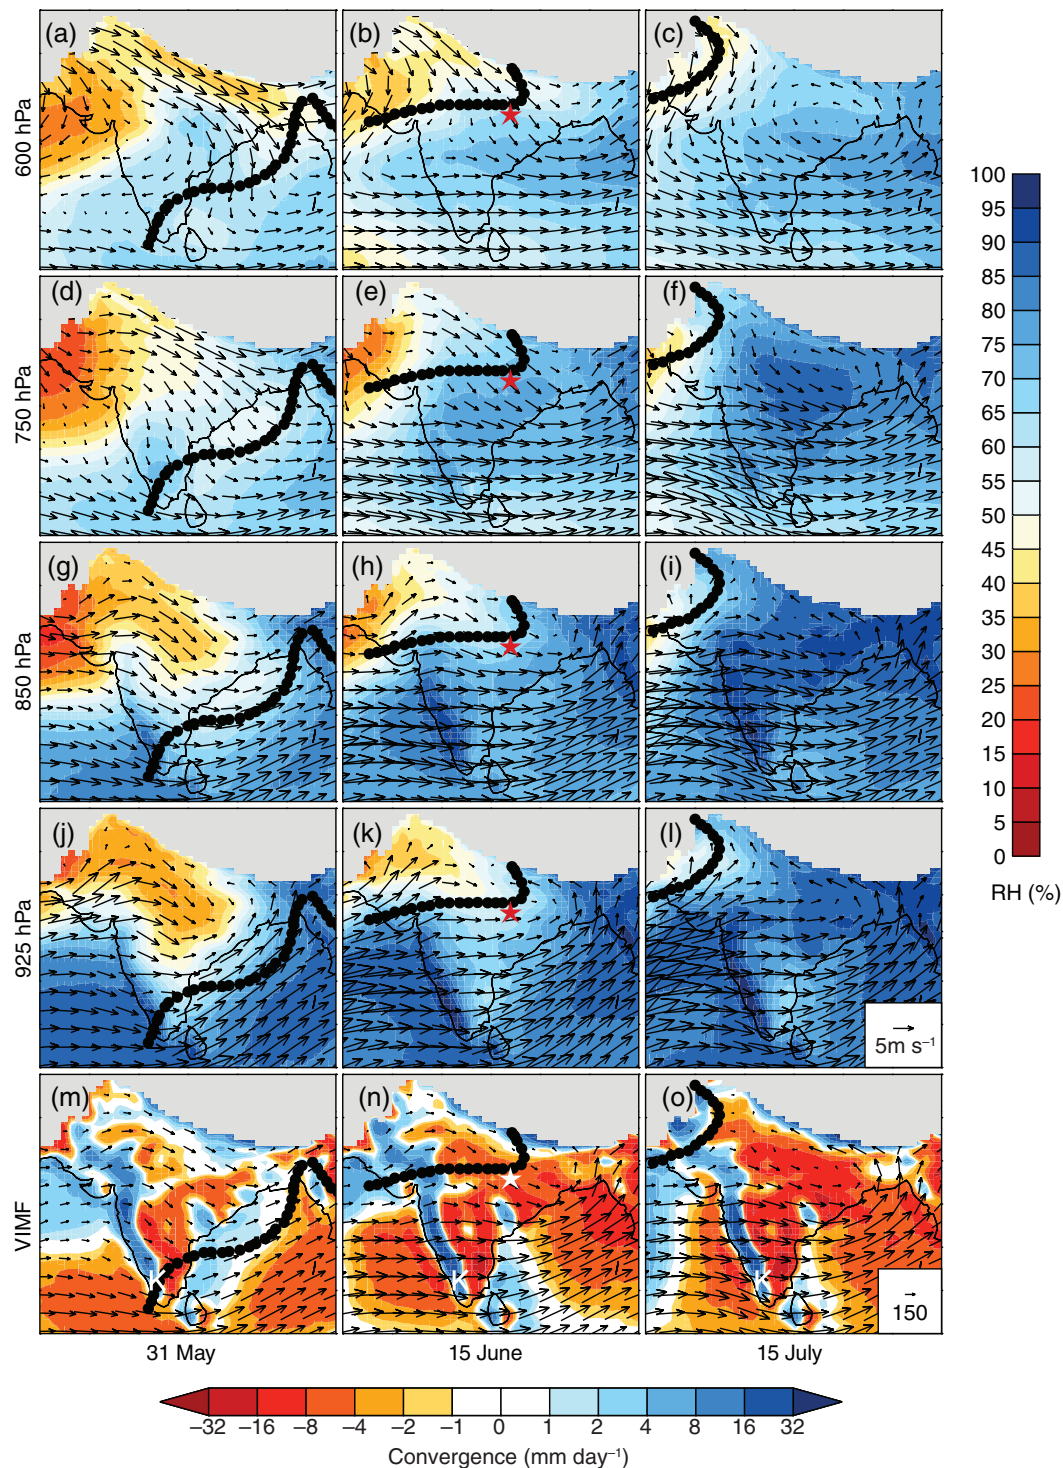 (a) (b) (c)
600 hPa
(d) (e) (f)
750 hPa
(g) (h) (i)
850 hPa
(j) (k) (l)
925 hPa
5m s⁻¹
(m) (n) (o)
VIMF
K K K
150
31 May 15 June 15 July
100
95
90
85
80
75
70
65
60
55
50
45
40
35
30
25
20
15
10
5
0
RH (%)
−32 −16 −8 −4 −2 −1 0 1 2 4 8 16 32
Convergence (mm day⁻¹)